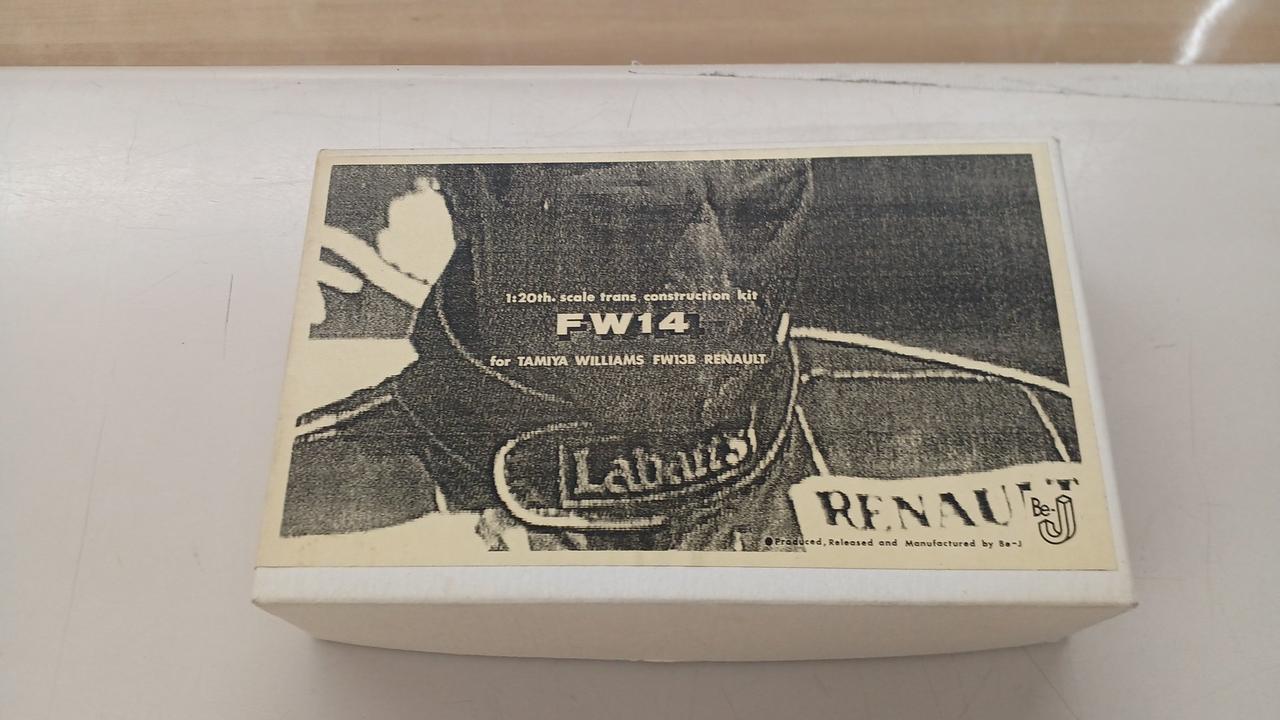 1:20th. scale trans construction kit
FW14
for TAMIYA WILLIAMS FW13B RENAULT
Labatt's
RENAULT
Be-J
●Produced, Released and Manufactured by Be-J